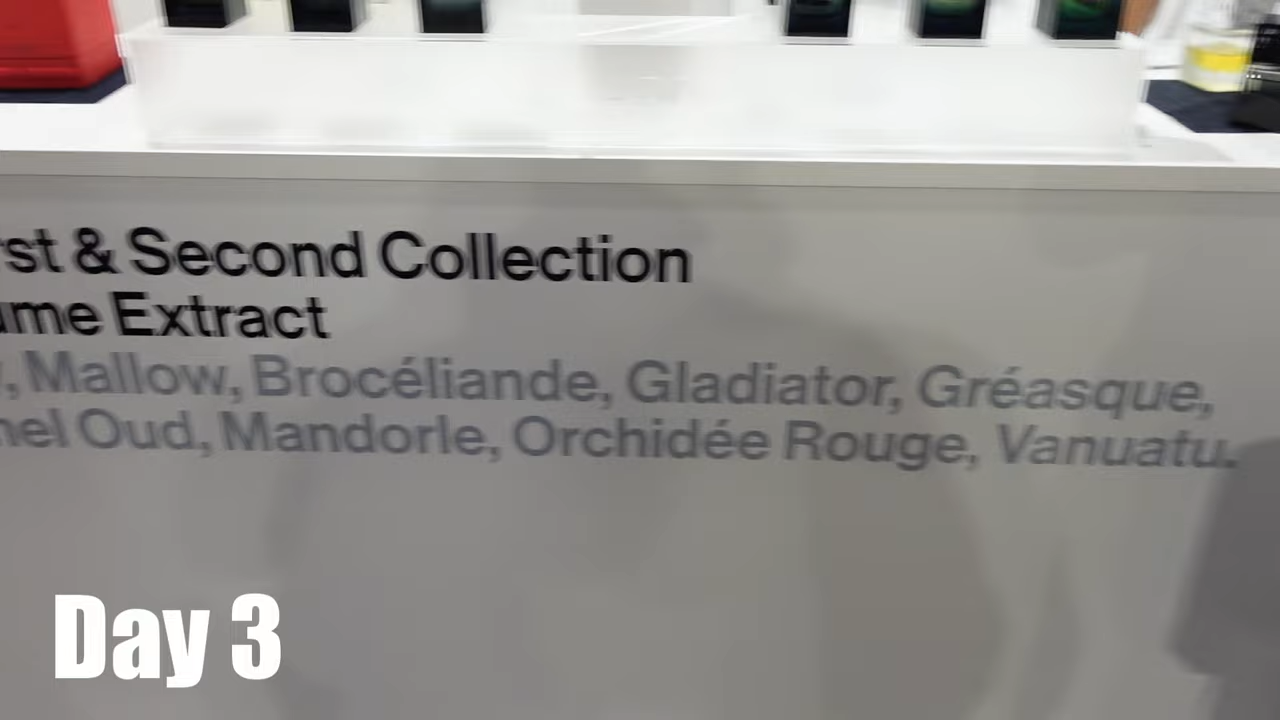 rst & Second Collection
ume Extract
, Mallow, Brocéliande, Gladiator, Gréasque,
nel Oud, Mandorle, Orchidée Rouge, Vanuatu.
Day 3